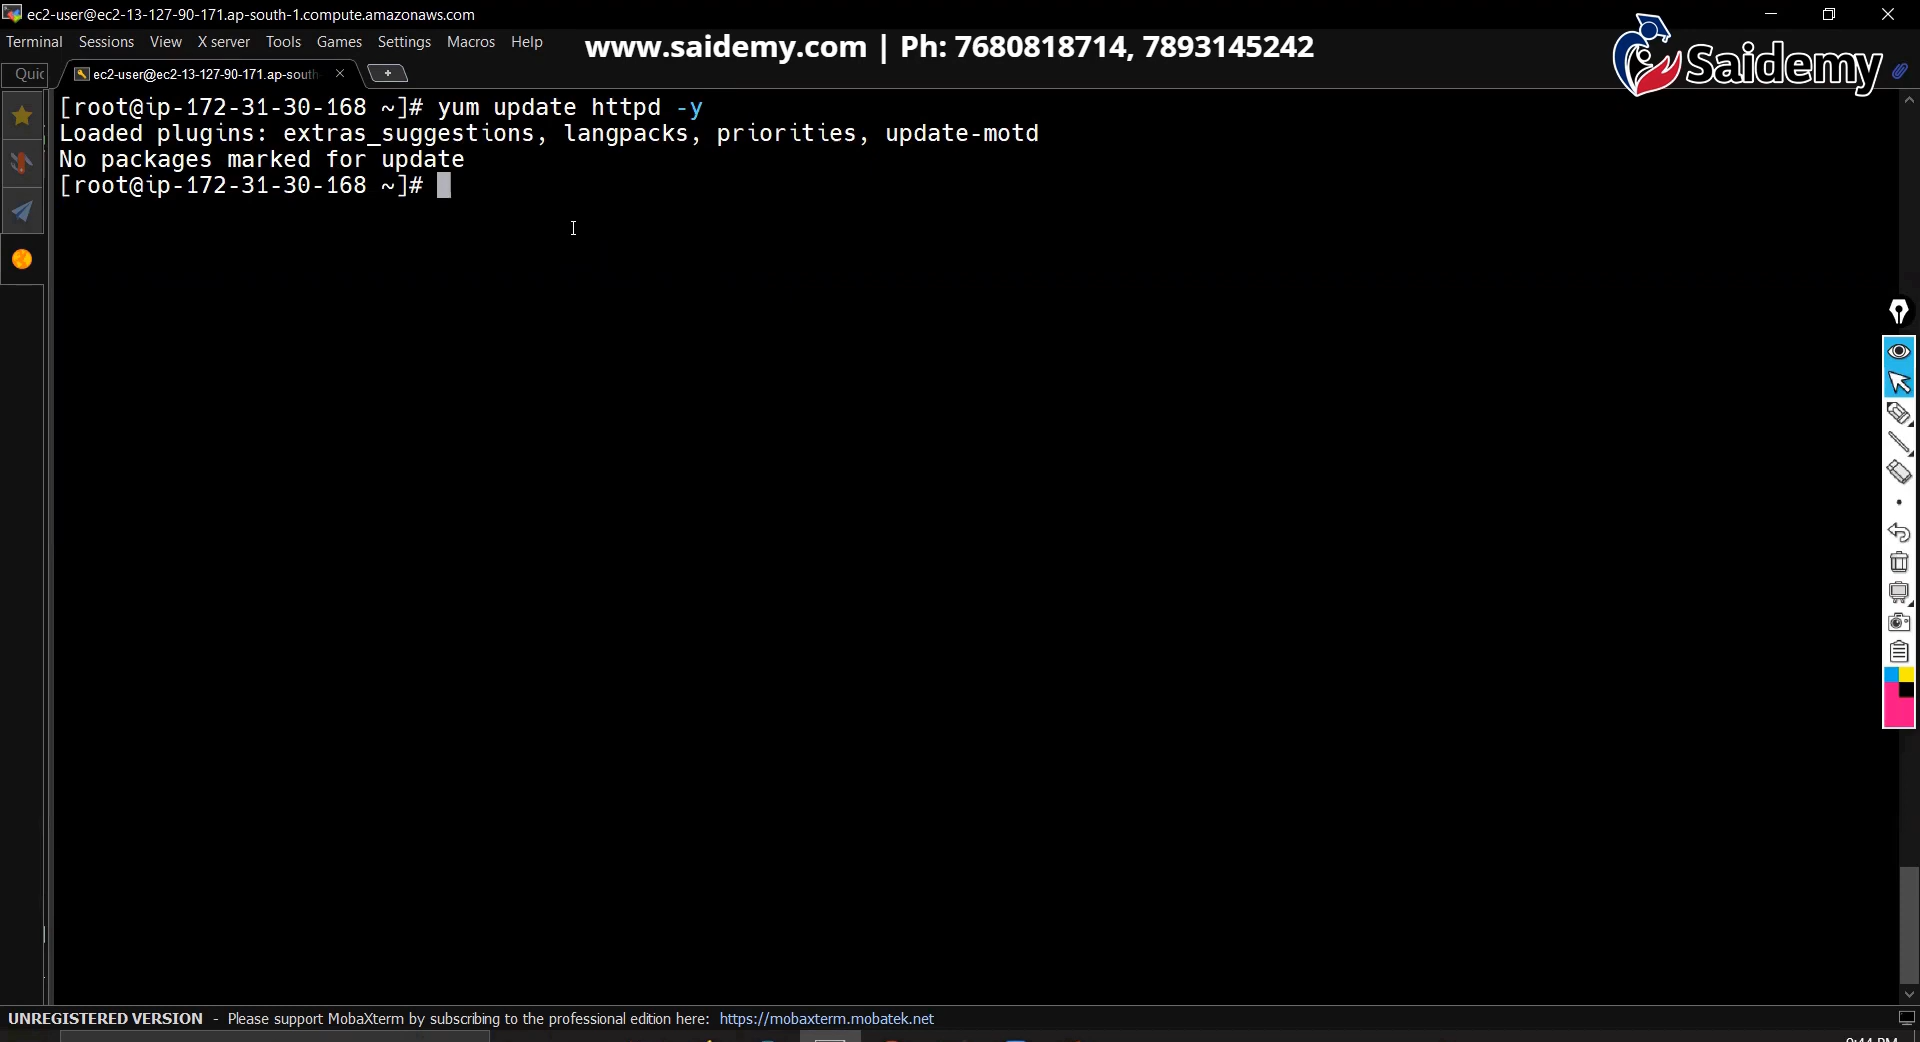 ec2-user@ec2-13-127-90-171.ap-south-1.compute.amazonaws.com
Terminal Sessions View X server Tools Games Settings Macros Help
www.saidemy.com | Ph: 7680818714, 7893145242
Saidemy
Quic
ec2-user@ec2-13-127-90-171.ap-south-
[root@ip-172-31-30-168 ~]# yum update httpd -y
Loaded plugins: extras_suggestions, langpacks, priorities, update-motd
No packages marked for update
[root@ip-172-31-30-168 ~]#
UNREGISTERED VERSION - Please support MobaXterm by subscribing to the professional edition here: https://mobaxterm.mobatek.net